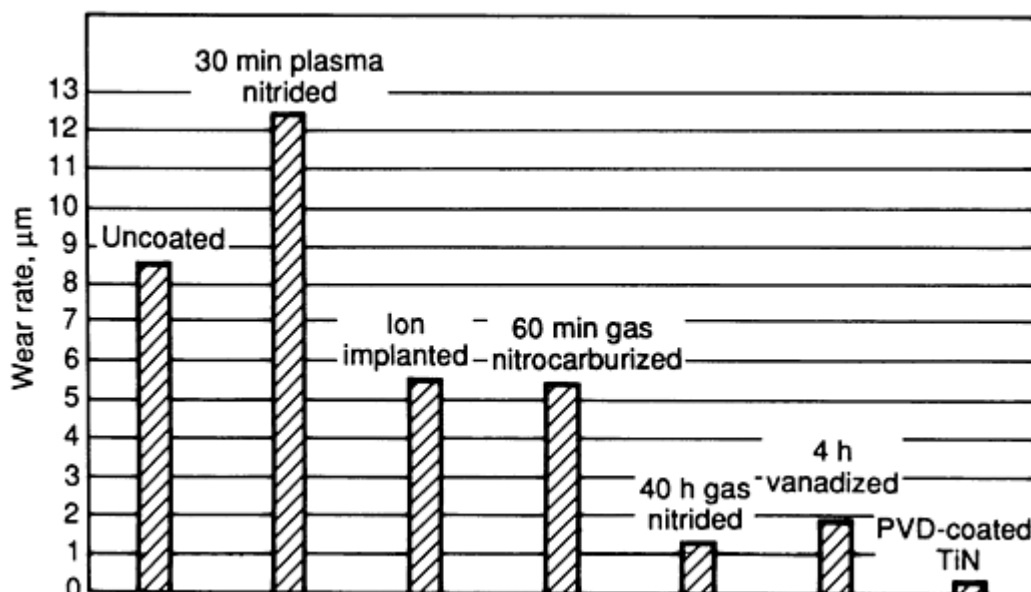 30 min plasma
nitrided
13
12
11
10
9
8
7
6
5
4
3
2
1
0
Wear rate, μm
Uncoated
Ion
implanted
60 min gas
nitrocarburized
40 h gas
nitrided
4 h
vanadized
PVD-coated
TiN